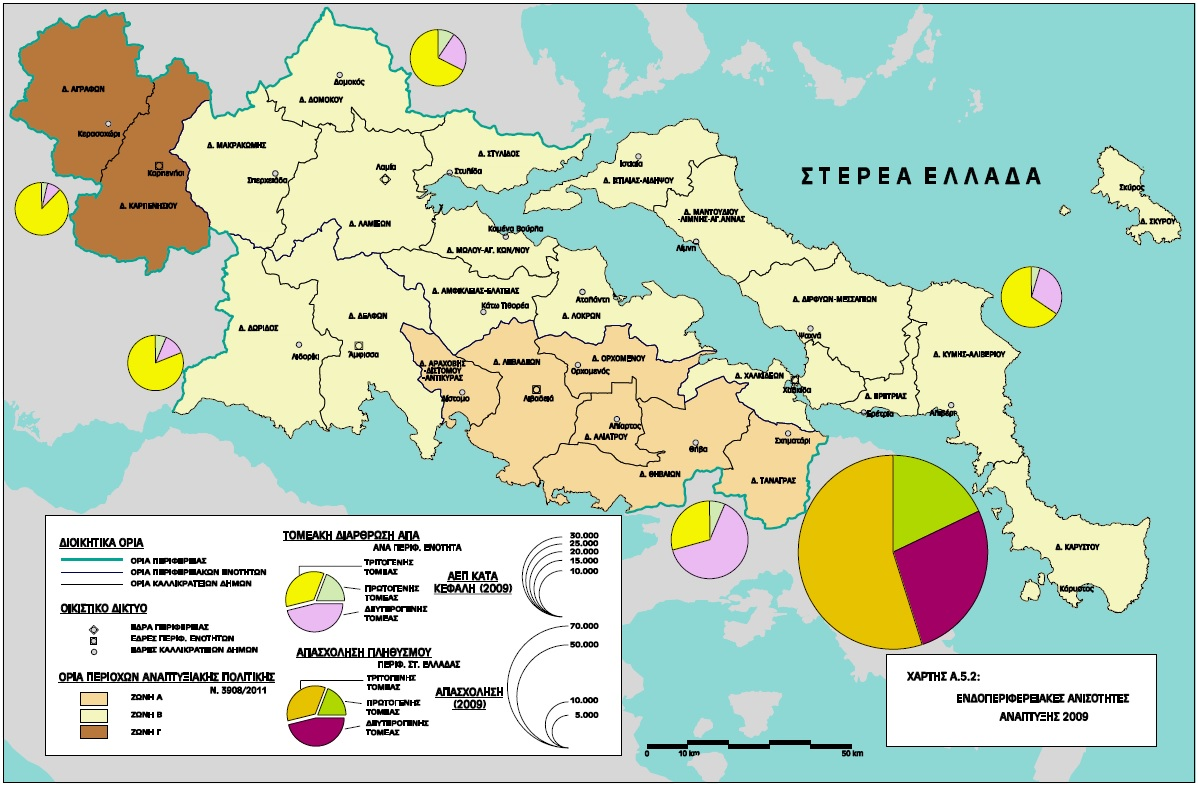 ΣΤΕΡΕΑ ΕΛΛΑΔΑ
Δομοκός
Δ. ΔΟΜΟΚΟΥ
Δ. ΑΓΡΑΦΩΝ
Κερασοχώρι
Καρπενήσι
Δ. ΚΑΡΠΕΝΗΣΙΟΥ
Δ. ΜΑΚΡΑΚΩΜΗΣ
Σπερχειάδα
Λαμία
Δ. ΛΑΜΙΕΩΝ
Δ. ΣΤΥΛΙΔΟΣ
Στυλίδα
Ιστιαία
Δ. ΙΣΤΙΑΙΑΣ-ΑΙΔΗΨΟΥ
Δ. ΜΑΝΤΟΥΔΙΟΥ
-ΛΙΜΝΗΣ-ΑΓ.ΑΝΝΑΣ
Λίμνη
Σκύρος
Δ. ΣΚΥΡΟΥ
Καμένα Βούρλα
Δ. ΜΩΛΟΥ-ΑΓ. ΚΩΝ/ΝΟΥ
Δ. ΑΜΦΙΚΛΕΙΑΣ-ΕΛΑΤΕΙΑΣ
Κάτω Τιθορέα
Αταλάντη
Δ. ΛΟΚΡΩΝ
Δ. ΔΙΡΦΥΩΝ-ΜΕΣΣΑΠΙΩΝ
Ψαχνά
Δ. ΔΩΡΙΔΟΣ
Λιδορίκι
Δ. ΔΕΛΦΩΝ
Άμφισσα
Δ. ΑΡΑΧΟΒΗΣ
-ΔΙΣΤΟΜΟΥ
-ΑΝΤΙΚΥΡΑΣ
Δίστομο
Δ. ΛΕΒΑΔΕΩΝ
Λιβαδειά
Δ. ΟΡΧΟΜΕΝΟΥ
Ορχομενός
Δ. ΧΑΛΚΙΔΕΩΝ
Χαλκίδα
Δ. ΚΥΜΗΣ-ΑΛΙΒΕΡΙΟΥ
Δ. ΕΡΕΤΡΙΑΣ
Ερέτρια
Αλιβέρι
Αλίαρτος
Δ. ΑΛΙΑΡΤΟΥ
Θήβα
Δ. ΘΗΒΑΙΩΝ
Σχηματάρι
Δ. ΤΑΝΑΓΡΑΣ
Δ. ΚΑΡΥΣΤΟΥ
Κάρυστος
ΔΙΟΙΚΗΤΙΚΑ ΟΡΙΑ
ΟΡΙΑ ΠΕΡΙΦΕΡΕΙΑΣ
ΟΡΙΑ ΠΕΡΙΦΕΡΕΙΑΚΩΝ ΕΝΟΤΗΤΩΝ
ΟΡΙΑ ΚΑΛΛΙΚΡΑΤΕΙΩΝ ΔΗΜΩΝ
ΟΙΚΙΣΤΙΚΟ ΔΙΚΤΥΟ
ΕΔΡΑ ΠΕΡΙΦΕΡΕΙΑΣ
ΕΔΡΕΣ ΠΕΡΙΦ. ΕΝΟΤΗΤΩΝ
ΕΔΡΕΣ ΚΑΛΛΙΚΡΑΤΕΙΩΝ ΔΗΜΩΝ
ΟΡΙΑ ΠΕΡΙΟΧΩΝ ΑΝΑΠΤΥΞΙΑΚΗΣ ΠΟΛΙΤΙΚΗΣ
Ν. 3908/2011
ΖΩΝΗ Α
ΖΩΝΗ Β
ΖΩΝΗ Γ
ΤΟΜΕΑΚΗ ΔΙΑΡΘΡΩΣΗ ΑΠΑ
ΑΝΑ ΠΕΡΙΦ. ΕΝΟΤΗΤΑ
ΤΡΙΤΟΓΕΝΗΣ
ΤΟΜΕΑΣ
ΠΡΩΤΟΓΕΝΗΣ
ΤΟΜΕΑΣ
ΔΕΥΤΕΡΟΓΕΝΗΣ
ΤΟΜΕΑΣ
ΑΕΠ ΚΑΤΑ
ΚΕΦΑΛΗ (2009)
30.000
25.000
20.000
15.000
10.000
ΑΠΑΣΧΟΛΗΣΗ ΠΛΗΘΥΣΜΟΥ
ΠΕΡΙΦ. ΣΤ. ΕΛΛΑΔΑΣ
ΤΡΙΤΟΓΕΝΗΣ
ΤΟΜΕΑΣ
ΠΡΩΤΟΓΕΝΗΣ
ΤΟΜΕΑΣ
ΔΕΥΤΕΡΟΓΕΝΗΣ
ΤΟΜΕΑΣ
ΑΠΑΣΧΟΛΗΣΗ
(2009)
70.000
50.000
10.000
5.000
0 10 km 50 km
ΧΑΡΤΗΣ Α.5.2:
ΕΝΔΟΠΕΡΙΦΕΡΕΙΑΚΕΣ ΑΝΙΣΟΤΗΤΕΣ
ΑΝΑΠΤΥΞΗΣ 2009